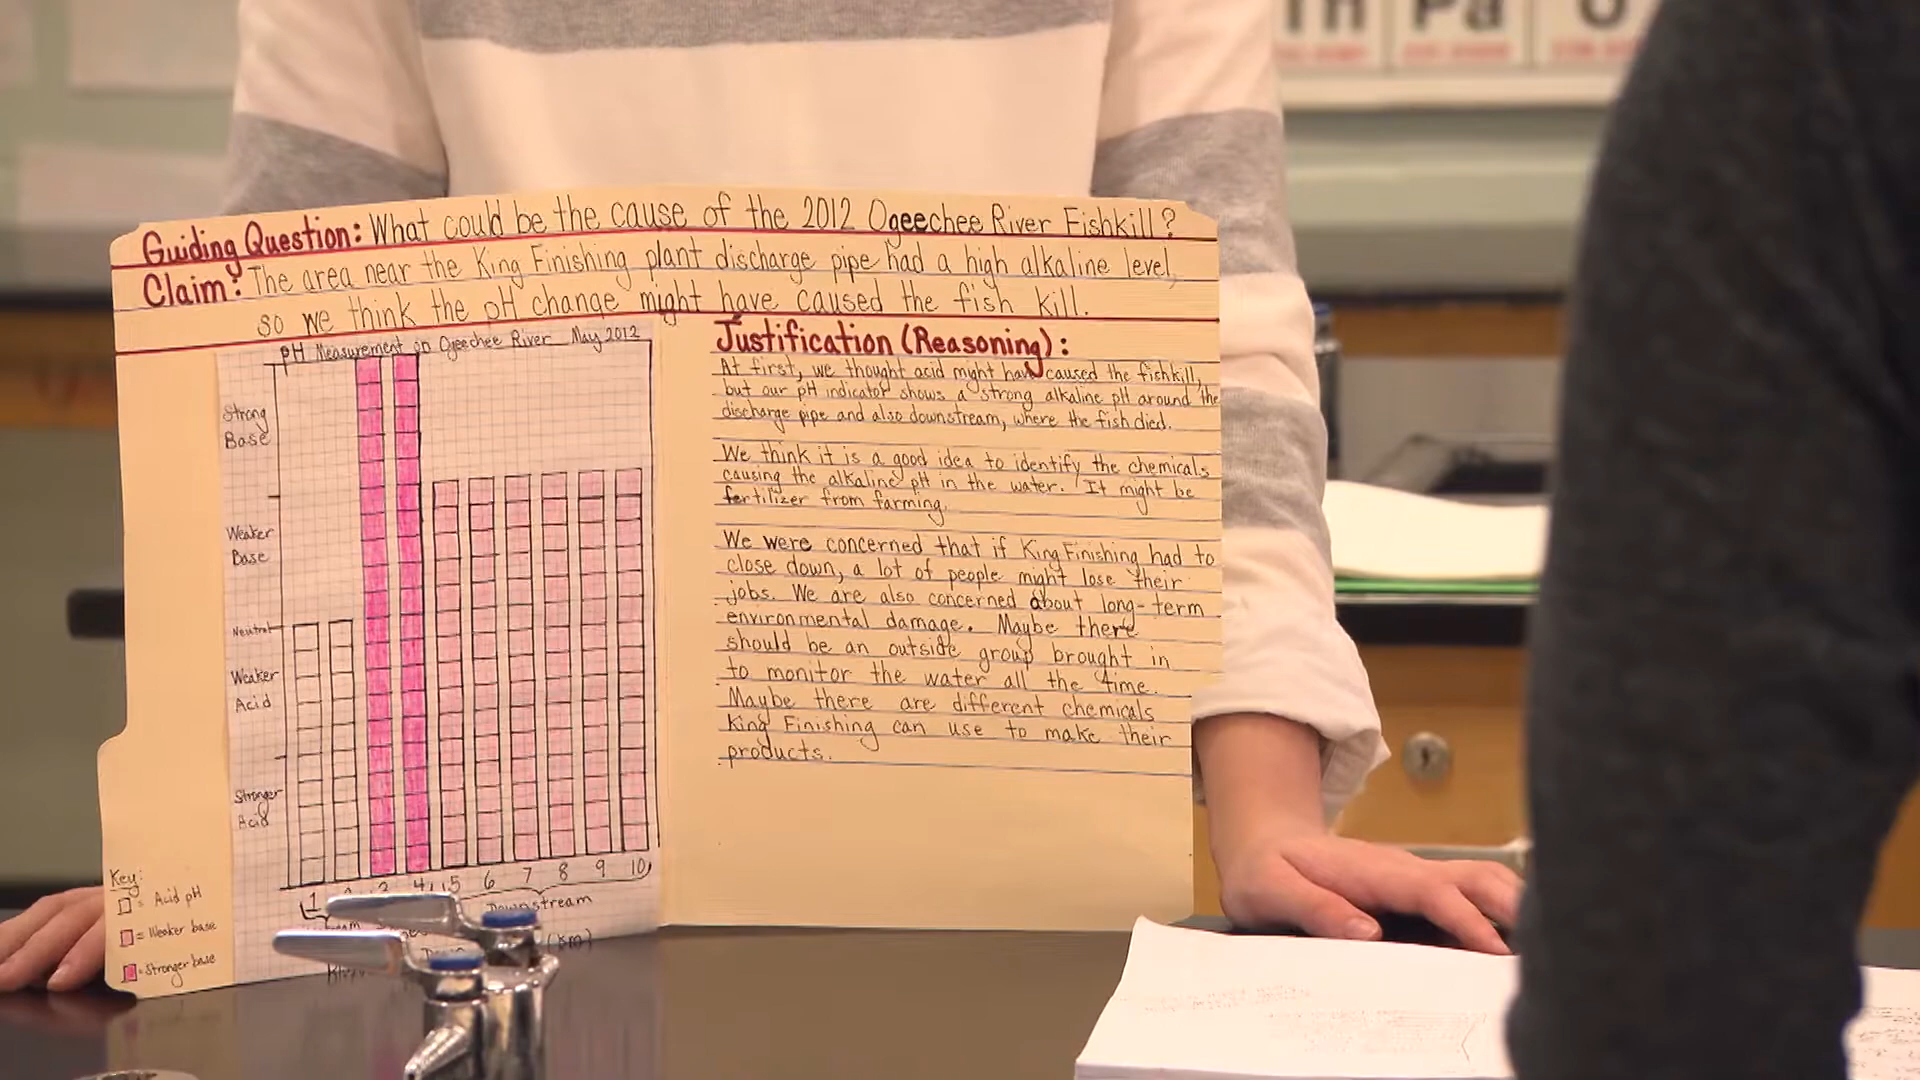 Pa
U
Guiding Question: What could be the cause of the 2012 Ogeechee River Fishkill?
Claim: The area near the King Finishing plant discharge pipe had a high alkaline level,
so we think the pH change might have caused the fish kill.
pH Measurement on Ogeechee River May 2012
Strong
Base
Weaker
Base
Neutral
Weaker
Acid
Stronger
Acid
1 2 3 4 5 6 7 8 9 10
Downstream
(km)
Key:
= Acid pH
= Weaker base
= Stronger base
Justification (Reasoning):
At first, we thought acid might have caused the fishkill,
but our pH indicator shows a strong alkaline pH around the
discharge pipe and also downstream, where the fish died.
We think it is a good idea to identify the chemicals
causing the alkaline pH in the water. It might be
fertilizer from farming.
We were concerned that if King Finishing had to
close down, a lot of people might lose their
jobs. We are also concerned about long-term
environmental damage. Maybe there
should be an outside group brought in
to monitor the water all the time.
Maybe there are different chemicals
King Finishing can use to make their
products.